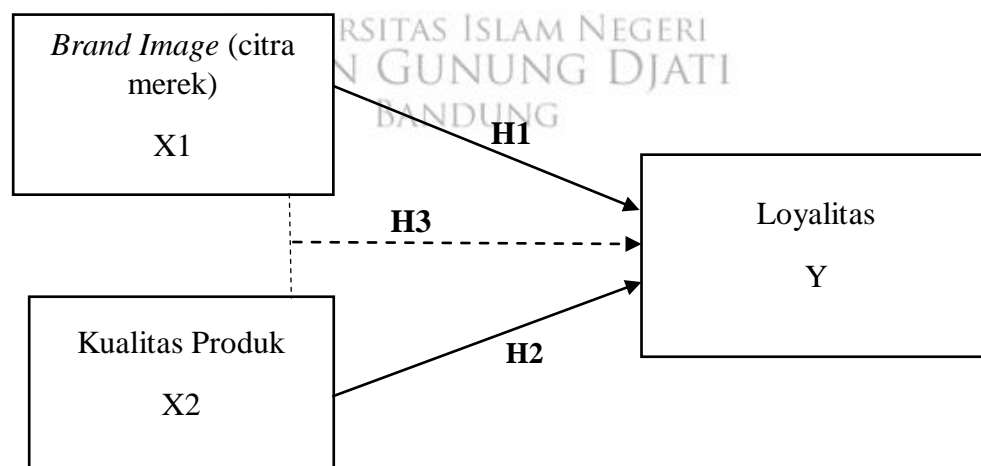 RSITAS ISLAM NEGERI
N GUNUNG DJATI
BANDUNG
Brand Image (citra
merek)
X1
H1
H3
Loyalitas
Y
Kualitas Produk
X2
H2